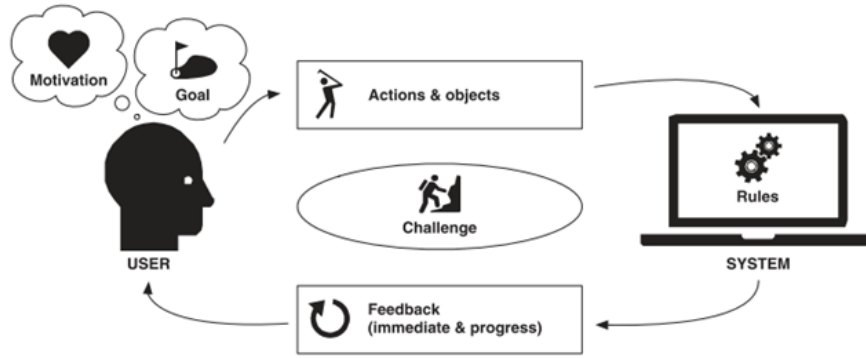 Motivation
Goal
Actions & objects
Rules
Challenge
USER
SYSTEM
Feedback
(immediate & progress)